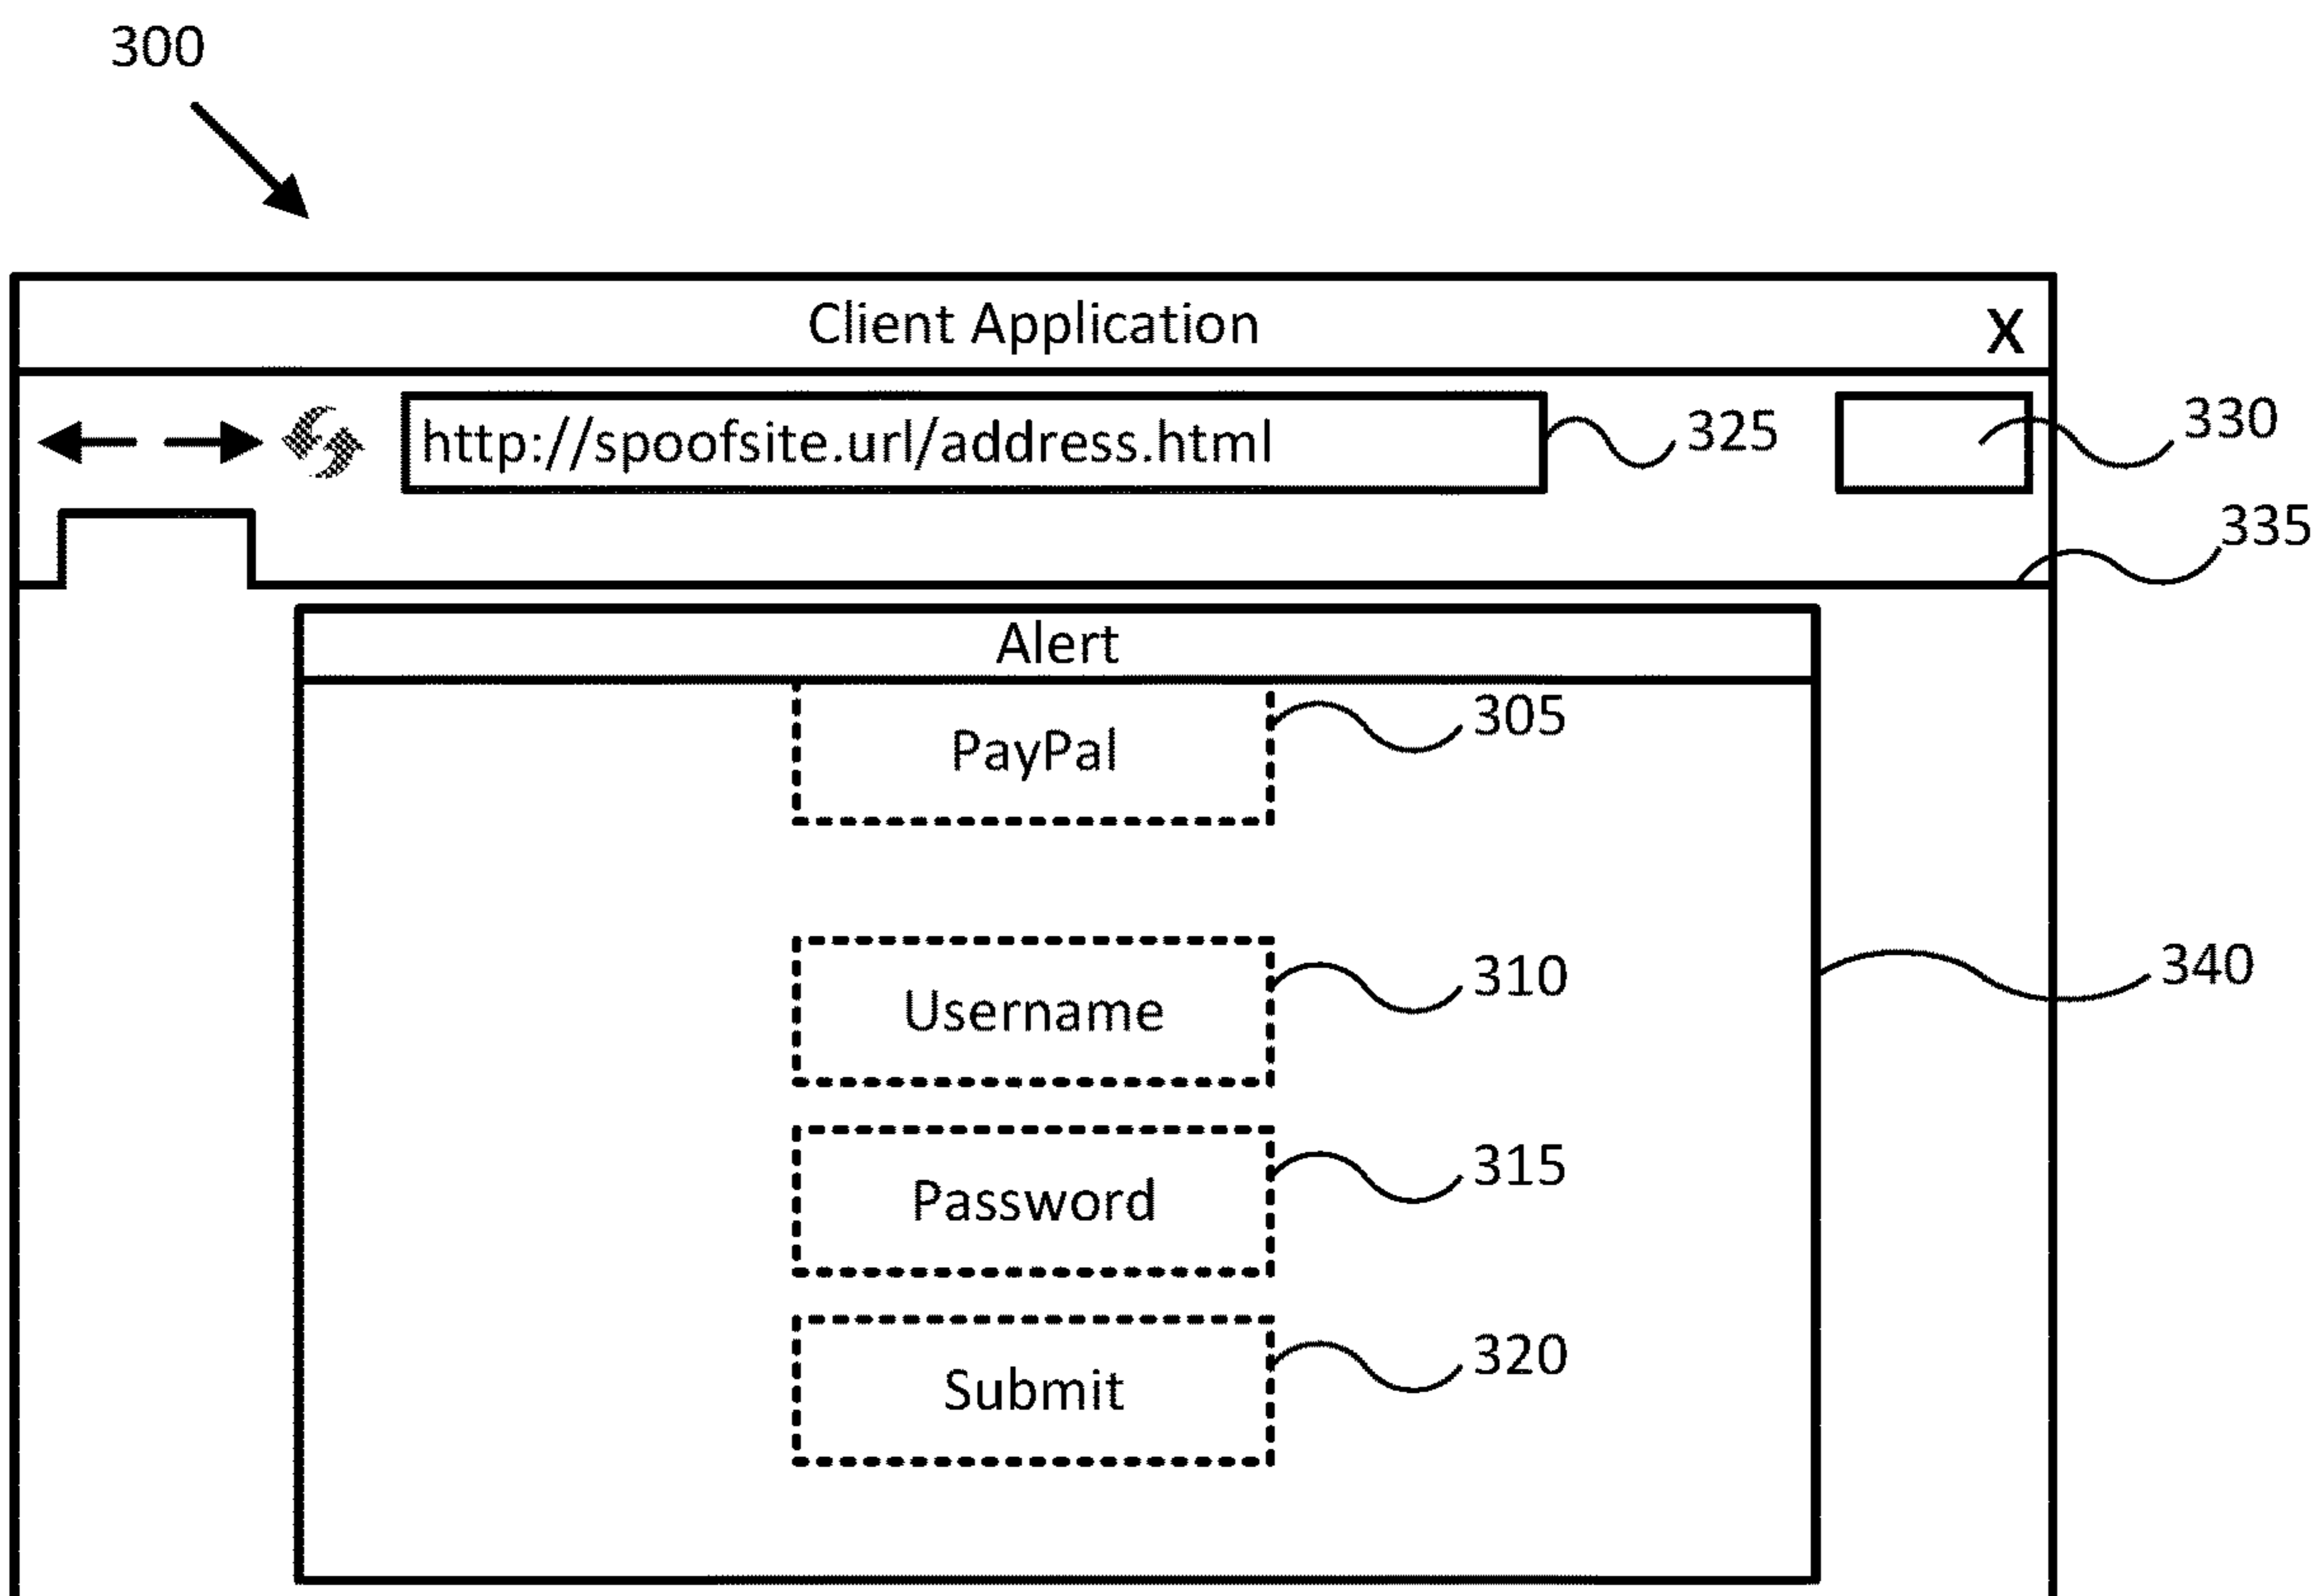 300
Client Application X
http://spoofsite.url/address.html 325 330
335
Alert
PayPal 305
Username 310
340
Password 315
Submit 320